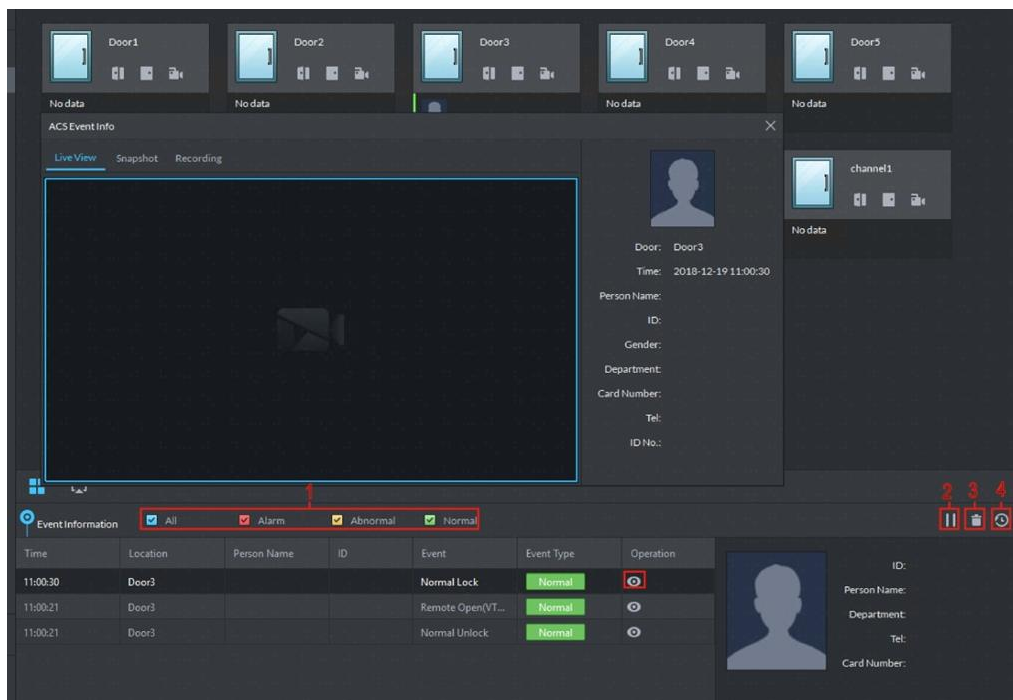 Door1
Door2
Door3
Door4
Door5
No data
No data
No data
No data
ACS Event Info
Live View
Snapshot
Recording
channel1
No data
Door: Door3
Time: 2018-12-19 11:00:30
Person Name:
ID:
Gender:
Department:
Card Number:
Tel:
ID No.:
1
2
3
4
Event Information
All
Alarm
Abnormal
Normal
Time Location Person Name ID Event Event Type Operation
11:00:30 Door3 Normal Lock Normal
11:00:21 Door3 Remote Open(VT... Normal
11:00:21 Door3 Normal Unlock Normal
ID:
Person Name:
Department:
Tel:
Card Number: